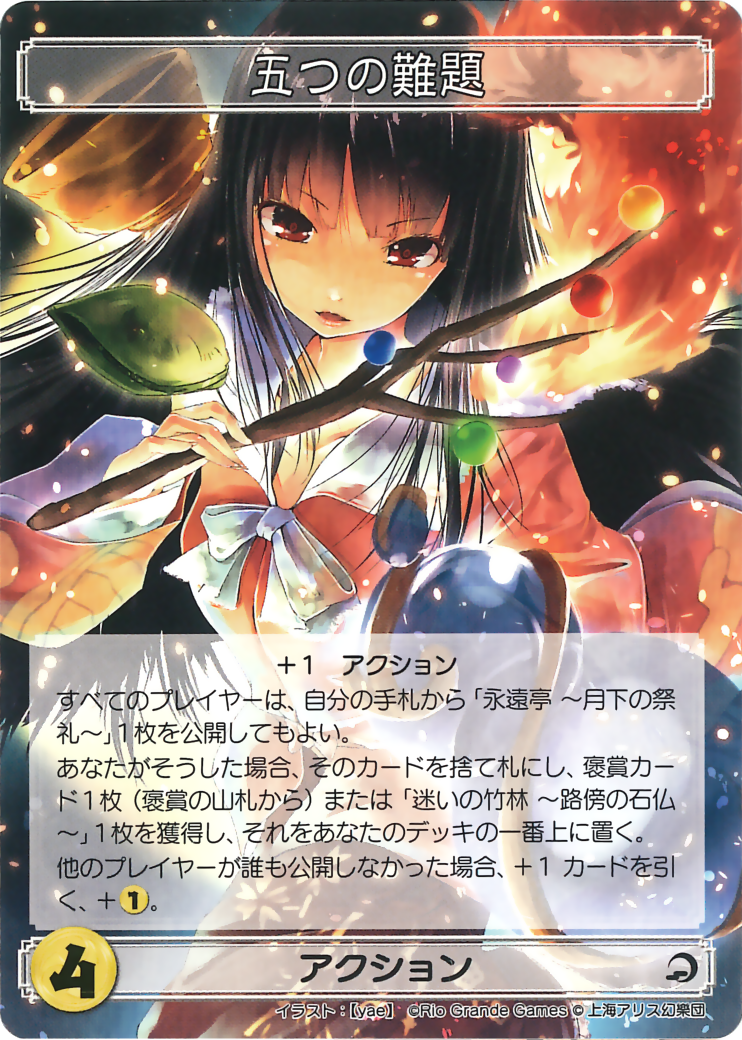 五つの難題
＋1　アクション
すべてのプレイヤーは、自分の手札から「永遠亭 ～月下の祭
礼～」1枚を公開してもよい。
あなたがそうした場合、そのカードを捨て札にし、褒賞カー
ド1枚（褒賞の山札から）または「迷いの竹林 ～路傍の石仏
～」1枚を獲得し、それをあなたのデッキの一番上に置く。
他のプレイヤーが誰も公開しなかった場合、＋1 カードを引
く、＋1。
4
アクション
イラスト：【yae】 ©Rio Grande Games © 上海アリス幻樂団